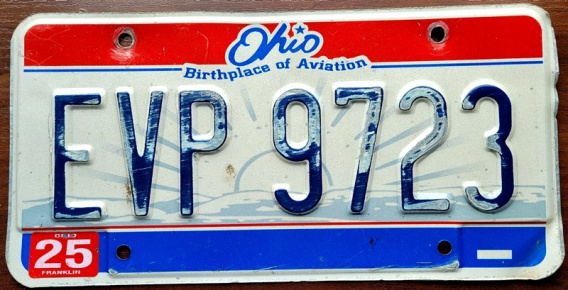 Ohio
Birthplace of Aviation
EVP 9723
25
FRANKLIN